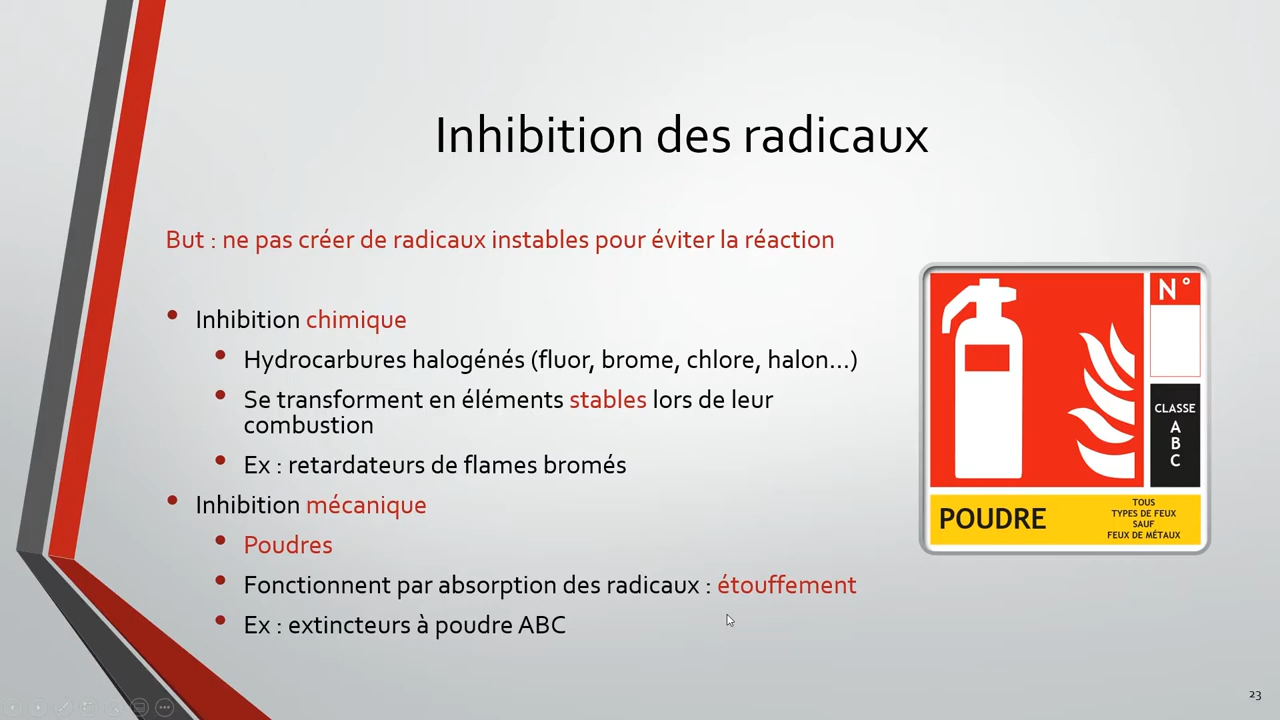 Inhibition des radicaux
But : ne pas créer de radicaux instables pour éviter la réaction
• Inhibition chimique
• Hydrocarbures halogénés (fluor, brome, chlore, halon...)
• Se transforment en éléments stables lors de leur
combustion
• Ex : retardateurs de flames bromés
• Inhibition mécanique
• Poudres
• Fonctionnent par absorption des radicaux : étouffement
• Ex : extincteurs à poudre ABC
N°
CLASSE
A
B
C
POUDRE
TOUS
TYPES DE FEUX
SAUF
FEUX DE MÉTAUX
23